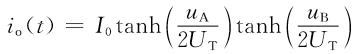 i_o(t) = I_0 tanh(u_A/2U_T) tanh(u_B/2U_T)